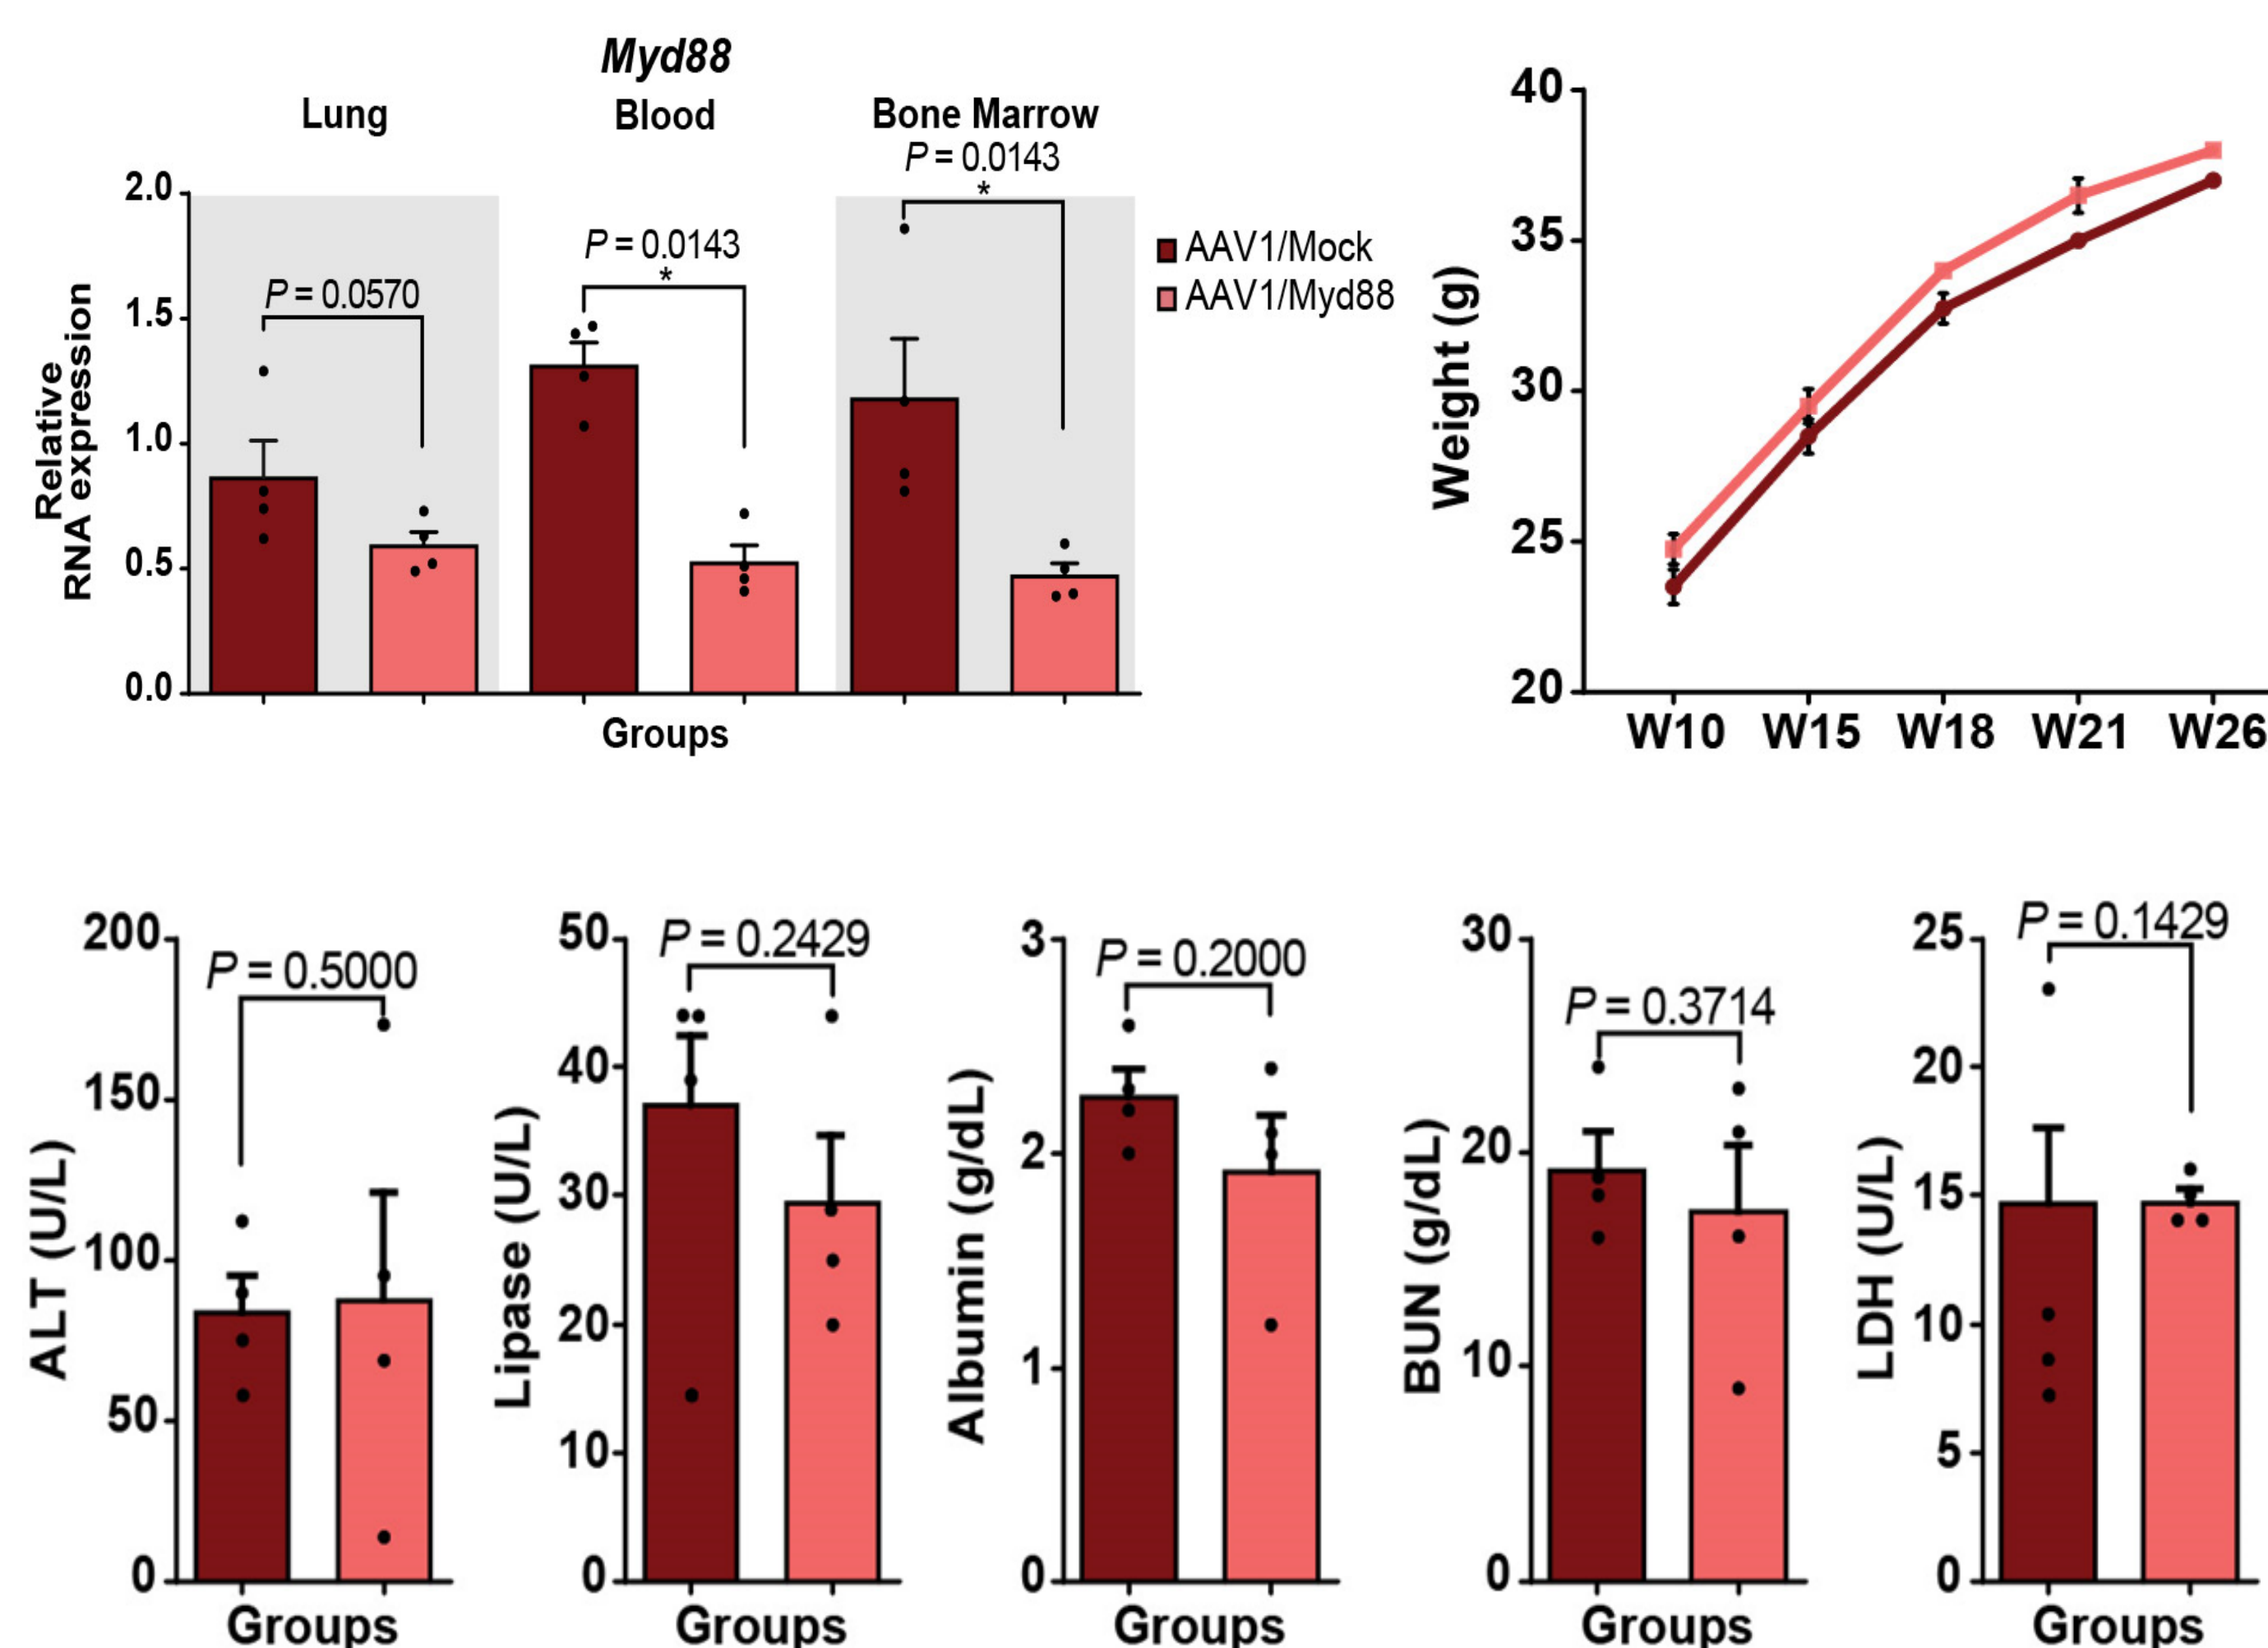 Myd88
Lung
Blood
Bone Marrow
P = 0.0143
*
P = 0.0143
*
P = 0.0570
2.0
1.5
1.0
0.5
0.0
Relative
RNA expression
Groups
AAV1/Mock
AAV1/Myd88
40
35
30
25
20
Weight (g)
W10 W15 W18 W21 W26
200
150
100
50
0
ALT (U/L)
P = 0.5000
Groups
50
40
30
20
10
0
Lipase (U/L)
P = 0.2429
Groups
3
2
1
0
Albumin (g/dL)
P = 0.2000
Groups
30
20
10
0
BUN (g/dL)
P = 0.3714
Groups
25
20
15
10
5
0
LDH (U/L)
P = 0.1429
Groups